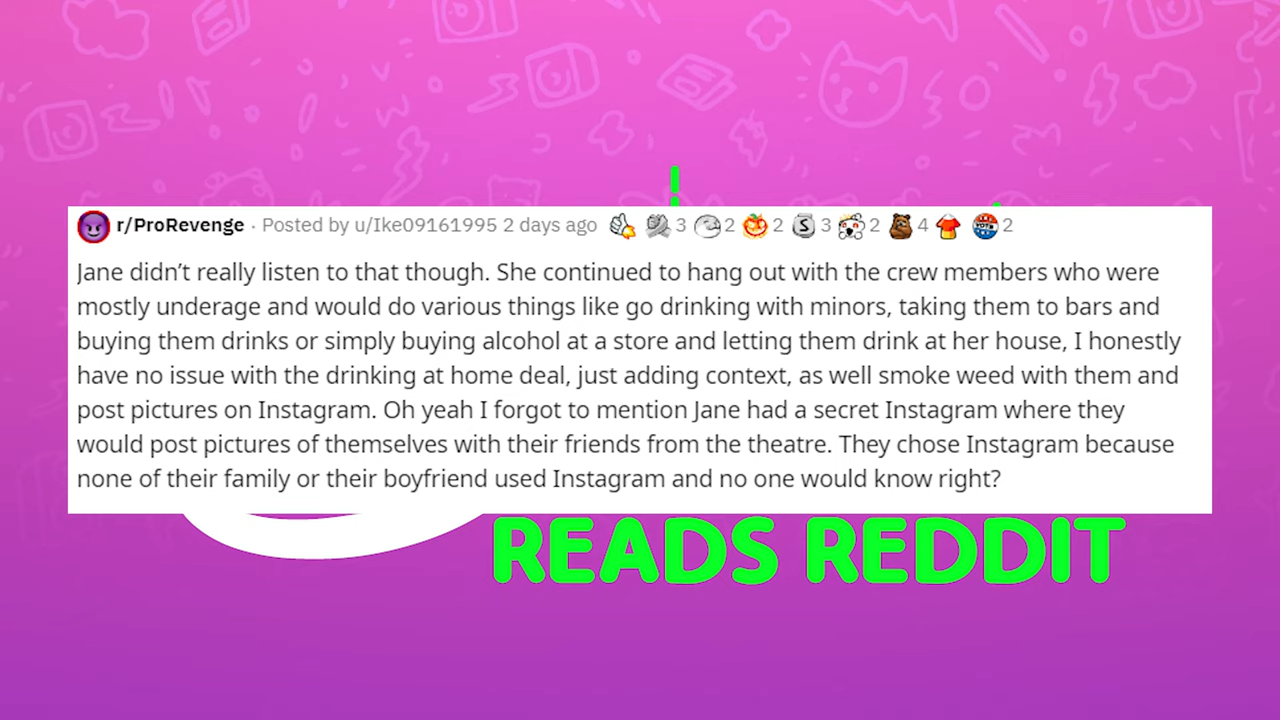 r/ProRevenge · Posted by u/Ike09161995 2 days ago 3 2 2 S 3 2 4 VOTE 2
Jane didn’t really listen to that though. She continued to hang out with the crew members who were
mostly underage and would do various things like go drinking with minors, taking them to bars and
buying them drinks or simply buying alcohol at a store and letting them drink at her house, I honestly
have no issue with the drinking at home deal, just adding context, as well smoke weed with them and
post pictures on Instagram. Oh yeah I forgot to mention Jane had a secret Instagram where they
would post pictures of themselves with their friends from the theatre. They chose Instagram because
none of their family or their boyfriend used Instagram and no one would know right?
READS REDDIT